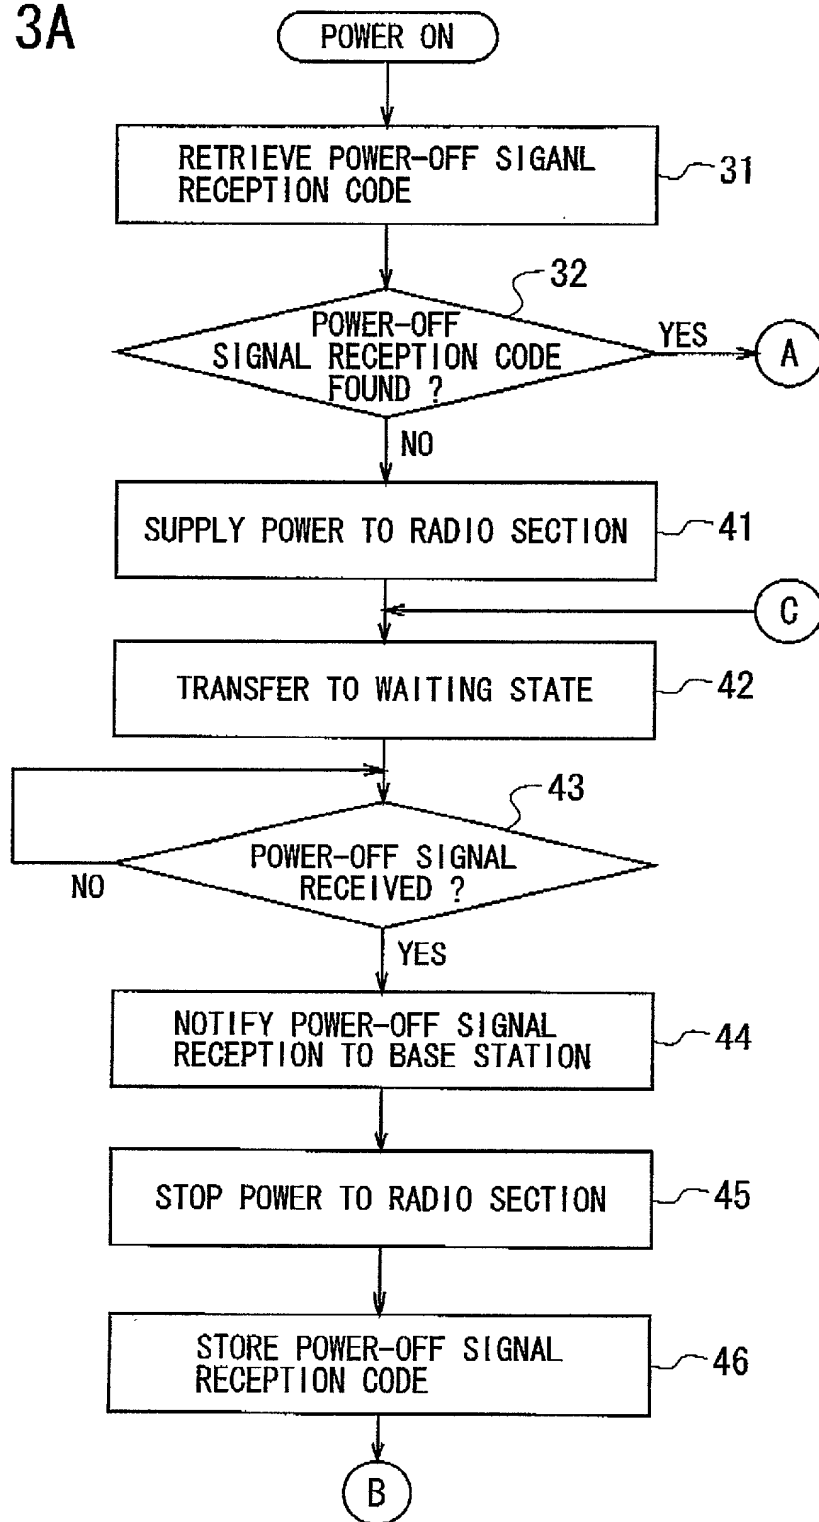 3A
POWER ON
RETRIEVE POWER-OFF SIGANL
RECEPTION CODE
31
32
POWER-OFF
SIGNAL RECEPTION CODE
FOUND ?
YES
A
NO
SUPPLY POWER TO RADIO SECTION
41
C
TRANSFER TO WAITING STATE
42
43
POWER-OFF SIGNAL
RECEIVED ?
NO
YES
NOTIFY POWER-OFF SIGNAL
RECEPTION TO BASE STATION
44
STOP POWER TO RADIO SECTION
45
STORE POWER-OFF SIGNAL
RECEPTION CODE
46
B